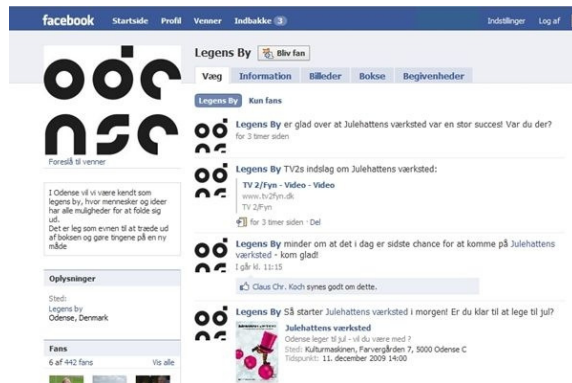 facebook Startside Profil Venner Indbakke 3 Indstillinger Log af
ode
nse
Foreslå til venner
I Odense vil vi være kendt som
legens by, hvor mennesker og ideer
har alle muligheder for at folde sig
ud.
Det er leg som evnen til at træde ud
af boksen og gøre tingene på en ny
måde
Oplysninger
Sted:
Legens by
Odense, Denmark
Fans
6 af 442 fans Vis alle
Legens By Bliv fan
Væg Information Billeder Bokse Begivenheder
Legens By Kun fans
Legens By er glad over at Julehattens værksted var en stor succes! Var du der?
for 3 timer siden
Legens By TV2s indslag om Julehattens værksted:
TV 2/Fyn - Video - Video
www.tv2fyn.dk
TV 2/Fyn
for 3 timer siden · Del
Legens By minder om at det i dag er sidste chance for at komme på Julehattens
værksted - kom glad!
I går kl. 11:15
Claus Chr. Koch synes godt om dette.
Legens By Så starter Julehattens værksted i morgen! Er du klar til at lege til jul?
Julehattens værksted
Odense leger til jul - vil du være med ?
Sted: Kulturmaskinen, Farvergården 7, 5000 Odense C
Tidspunkt: 11. december 2009 14:00